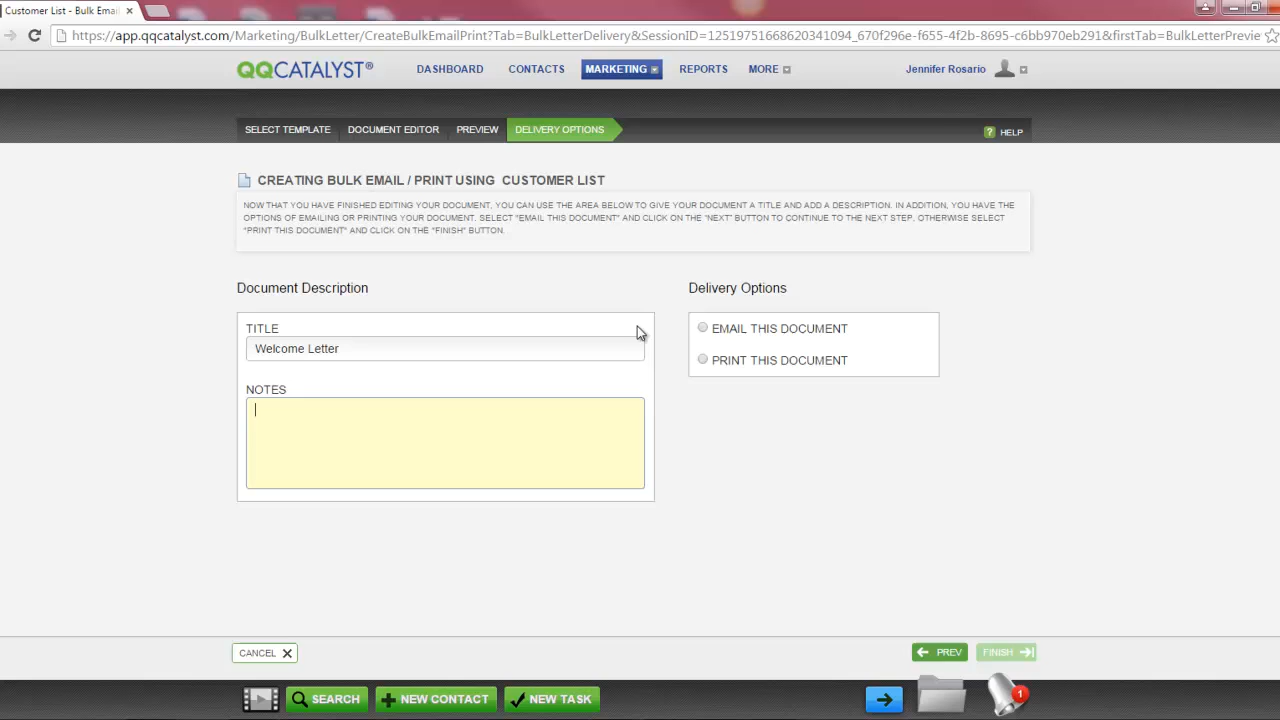 Customer List - Bulk Emai
https://app.qqcatalyst.com/Marketing/BulkLetter/CreateBulkEmailPrint?Tab=BulkLetterDelivery&SessionID=12519751668620341094_670f296e-f655-4f2b-8695-c6bb970eb291&firstTab=BulkLetterPrevie
QQCATALYST® DASHBOARD CONTACTS MARKETING REPORTS MORE Jennifer Rosario
SELECT TEMPLATE DOCUMENT EDITOR PREVIEW DELIVERY OPTIONS ? HELP
CREATING BULK EMAIL / PRINT USING CUSTOMER LIST
NOW THAT YOU HAVE FINISHED EDITING YOUR DOCUMENT, YOU CAN USE THE AREA BELOW TO GIVE YOUR DOCUMENT A TITLE AND ADD A DESCRIPTION. IN ADDITION, YOU HAVE THE
OPTIONS OF EMAILING OR PRINTING YOUR DOCUMENT. SELECT "EMAIL THIS DOCUMENT" AND CLICK ON THE "NEXT" BUTTON TO CONTINUE TO THE NEXT STEP. OTHERWISE SELECT
"PRINT THIS DOCUMENT" AND CLICK ON THE "FINISH" BUTTON.
Document Description
TITLE
Welcome Letter
NOTES
Delivery Options
EMAIL THIS DOCUMENT
PRINT THIS DOCUMENT
CANCEL PREV FINISH
SEARCH NEW CONTACT NEW TASK 1